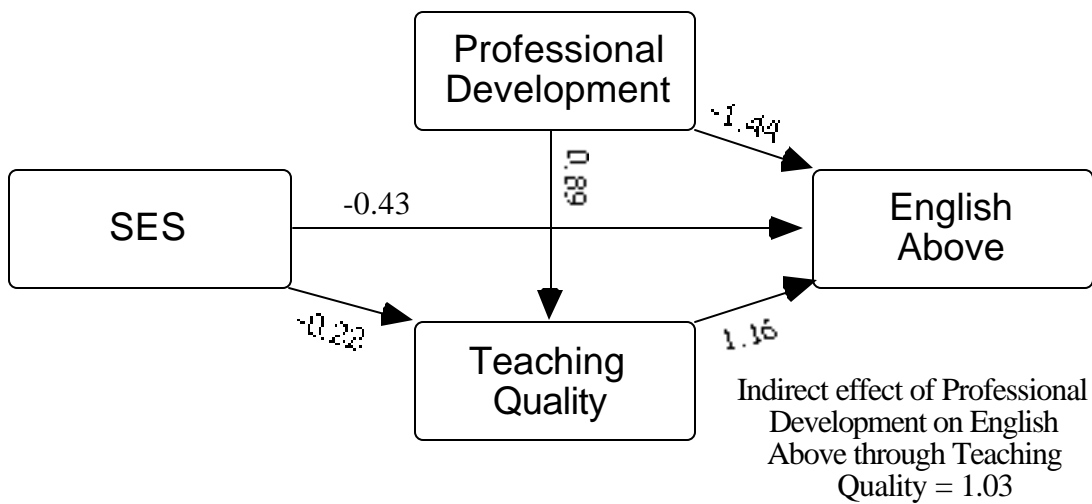 Professional
Development
-1.44
0.89
SES
-0.43
English
Above
-0.22
Teaching
Quality
1.16
Indirect effect of Professional
Development on English
Above through Teaching
Quality = 1.03